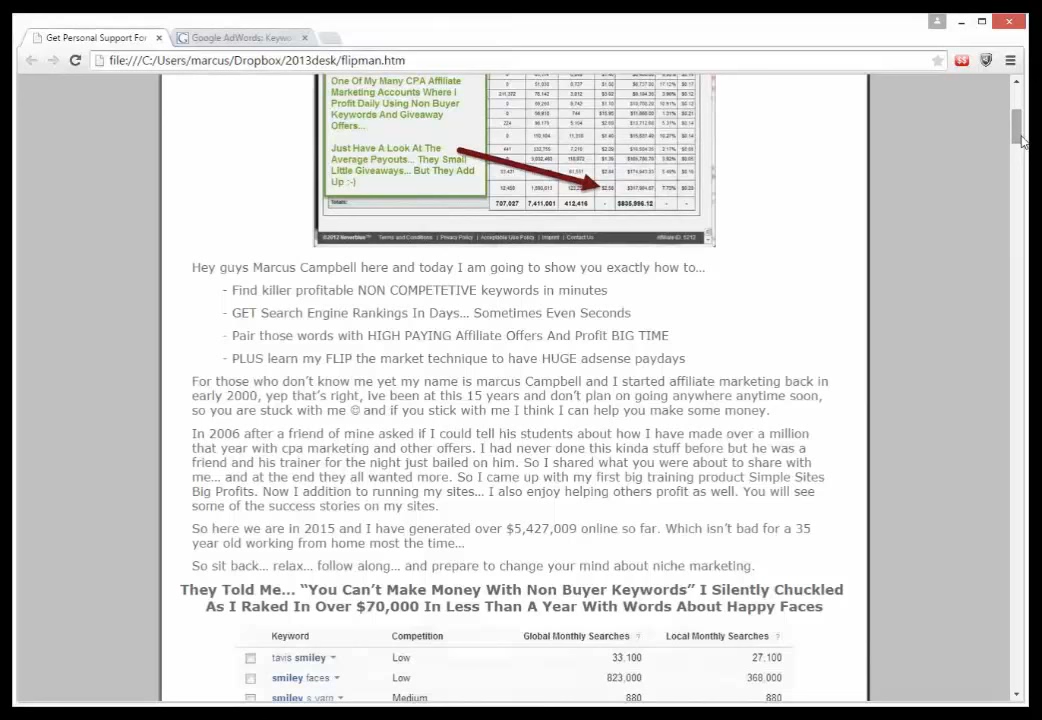 Get Personal Support For
Google AdWords: Keywo
file:///C:/Users/marcus/Dropbox/2013desk/flipman.htm
One Of My Many CPA Affiliate
Marketing Accounts Where I
Profit Daily Using Non Buyer
Keywords And Giveaway
Offers...
Just Have A Look At The
Average Payouts... They Small
Little Giveaways... But They Add
Up :-)
Totals: 707,027 7,411,001 412,416 - $835,996.12 - -
Terms and Conditions | Privacy Policy | Acceptable Use Policy | Imprint | Contact Us
Hey guys Marcus Campbell here and today I am going to show you exactly how to…
- Find killer profitable NON COMPETETIVE keywords in minutes
- GET Search Engine Rankings In Days… Sometimes Even Seconds
- Pair those words with HIGH PAYING Affiliate Offers And Profit BIG TIME
- PLUS learn my FLIP the market technique to have HUGE adsense paydays
For those who don't know me yet my name is marcus Campbell and I started affiliate marketing back in
early 2000, yep that's right, Ive been at this 15 years and don't plan on going anywhere anytime soon,
so you are stuck with me ☺ and if you stick with me I think I can help you make some money.
In 2006 after a friend of mine asked if I could tell his students about how I have made over a million
that year with cpa marketing and other offers. I had never done this kinda stuff before but he was a
friend and his trainer for the night just bailed on him. So I shared what you were about to share with
me… and at the end they all wanted more. So I came up with my first big training product Simple Sites
Big Profits. Now I addition to running my sites… I also enjoy helping others profit as well. You will see
some of the success stories on my sites.
So here we are in 2015 and I have generated over $5,427,009 online so far. Which isn't bad for a 35
year old working from home most the time…
So sit back… relax… follow along… and prepare to change your mind about niche marketing.
They Told Me… "You Can't Make Money With Non Buyer Keywords" I Silently Chuckled
As I Raked In Over $70,000 In Less Than A Year With Words About Happy Faces
Keyword Competition Global Monthly Searches ? Local Monthly Searches ?
tavis smiley Low 33,100 27,100
smiley faces Low 823,000 368,000
smiley s yarn Medium 880 880